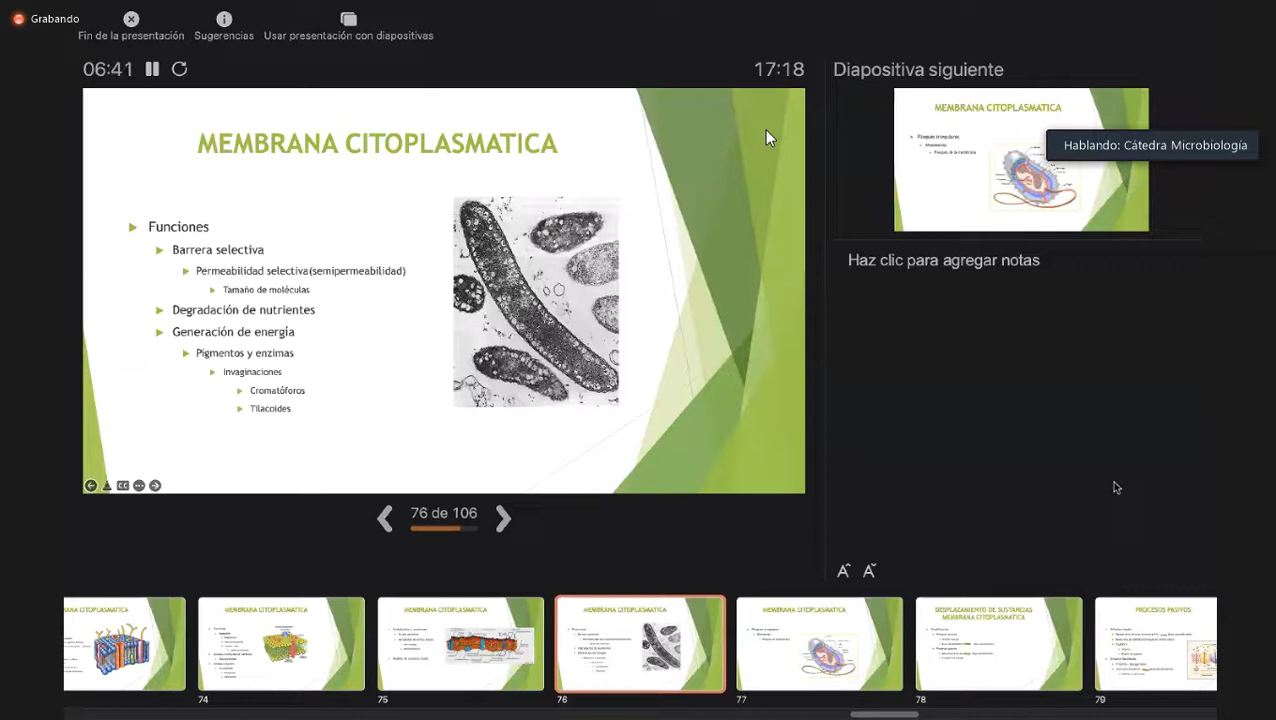 Grabando
Fin de la presentación
Sugerencias
Usar presentación con diapositivas
06:41
17:18
Diapositiva siguiente
MEMBRANA CITOPLASMATICA
Funciones
Barrera selectiva
Permeabilidad selectiva(semipermeabilidad)
Tamaño de moléculas
Degradación de nutrientes
Generación de energía
Pigmentos y enzimas
Invaginaciones
Cromatóforos
Tilacoides
MEMBRANA CITOPLASMATICA
Hablando: Cátedra Microbiología
Haz clic para agregar notas
76 de 106
CITOPLASMATICA
MEMBRANA CITOPLASMATICA
MEMBRANA CITOPLASMATICA
MEMBRANA CITOPLASMATICA
MEMBRANA CITOPLASMATICA
DESPLAZAMIENTO DE SUSTANCIAS
MEMBRANA CITOPLASMATICA
PROCESOS PASIVOS
74
75
76
77
78
79